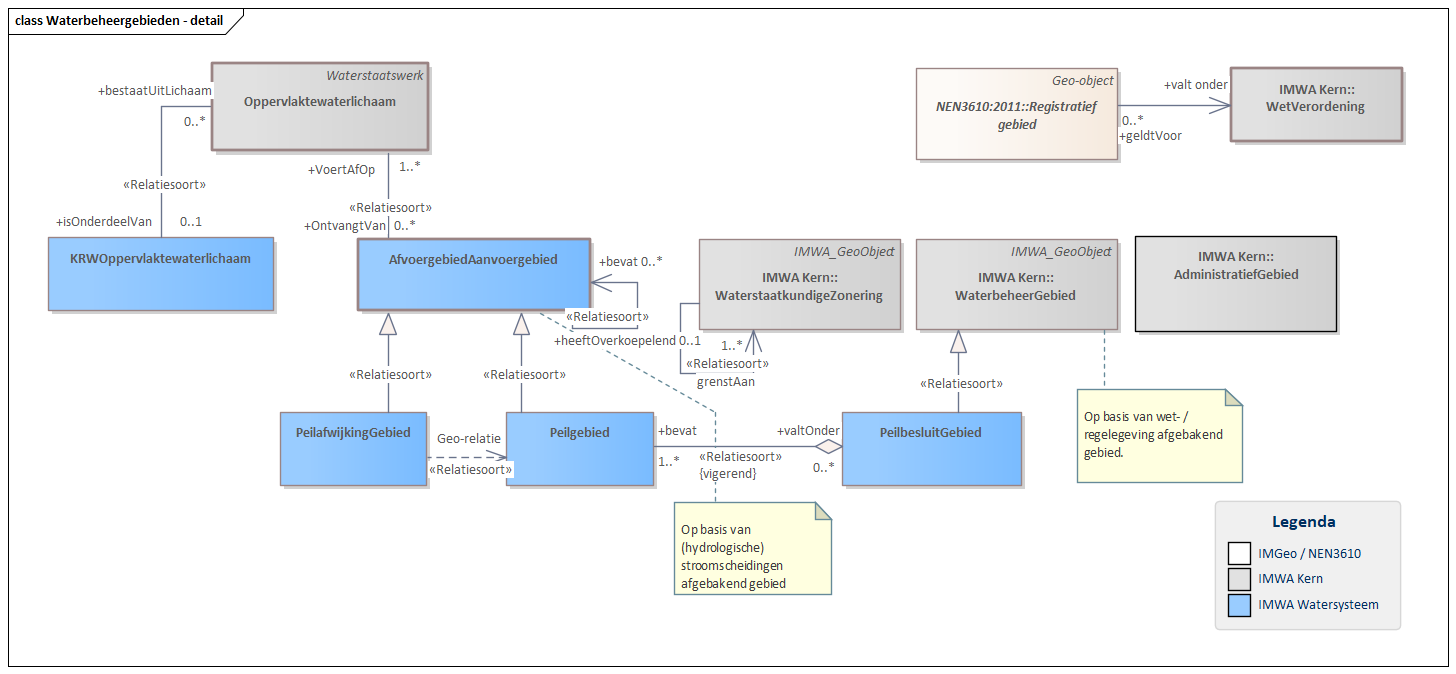 class Waterbeheergebieden - detail
Waterstaatswerk
Oppervlaktewaterlichaam
+bestaatUitLichaam
0..*
«Relatiesoort»
+isOnderdeelVan
0..1
KRWOppervlaktewaterlichaam
+VoertAfOp
1..*
«Relatiesoort»
+OntvangtVan
0..*
AfvoergebiedAanvoergebied
+bevat 0..*
«Relatiesoort»
+heeftOverkoepelend 0..1
Geo-object
NEN3610:2011::Registratief
gebied
+valt onder
0..*
+geldtVoor
IMWA Kern::
WetVerordening
IMWA_GeoObject
IMWA Kern::
WaterstaatkundigeZonering
1..*
«Relatiesoort»
grenstAan
IMWA_GeoObject
IMWA Kern::
WaterbeheerGebied
IMWA Kern::
AdministratiefGebied
«Relatiesoort»
«Relatiesoort»
«Relatiesoort»
PeilafwijkingGebied
Geo-relatie
«Relatiesoort»
Peilgebied
+bevat
1..*
«Relatiesoort»
{vigerend}
+valtOnder
0..*
PeilbesluitGebied
Op basis van wet- /
regelegeving afgebakend
gebied.
Op basis van
(hydrologische)
stroomscheidingen
afgebakend gebied
Legenda
IMGeo / NEN3610
IMWA Kern
IMWA Watersysteem